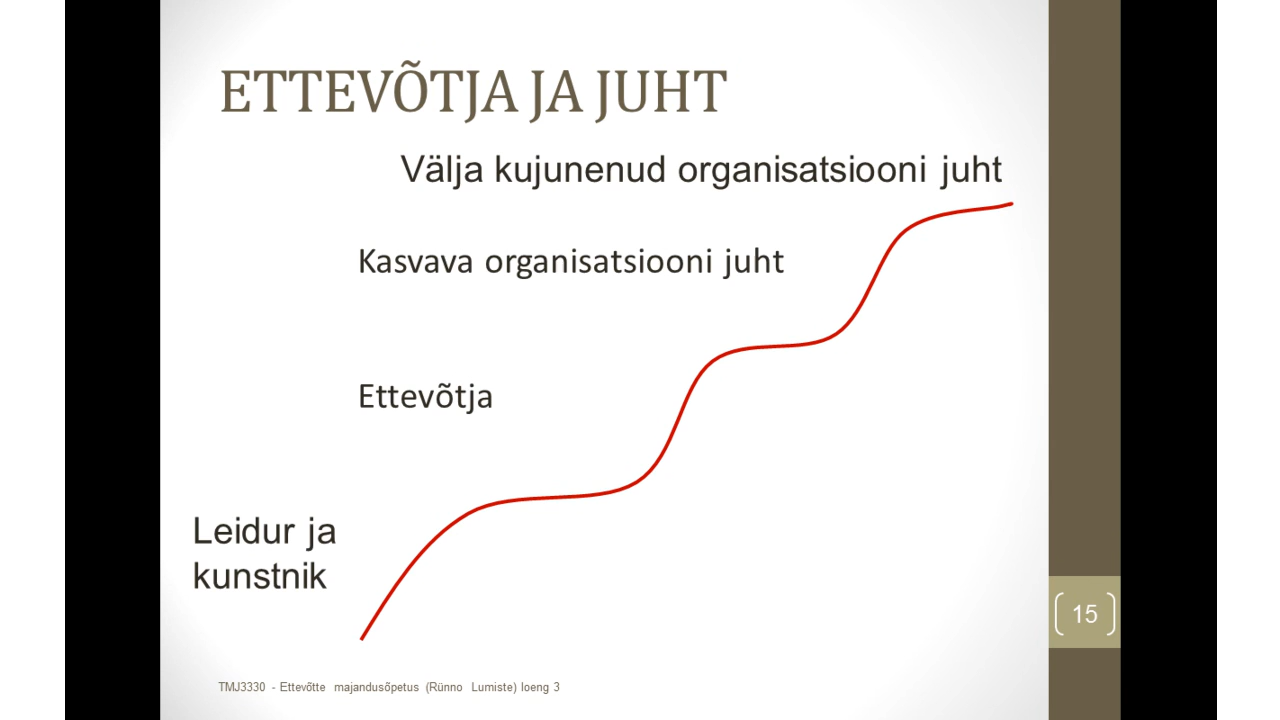 ETTEVÕTJA JA JUHT
Välja kujunenud organisatsiooni juht
Kasvava organisatsiooni juht
Ettevõtja
Leidur ja
kunstnik
15
TMJ3330 - Ettevõtte majandusõpetus (Rünno Lumiste) loeng 3